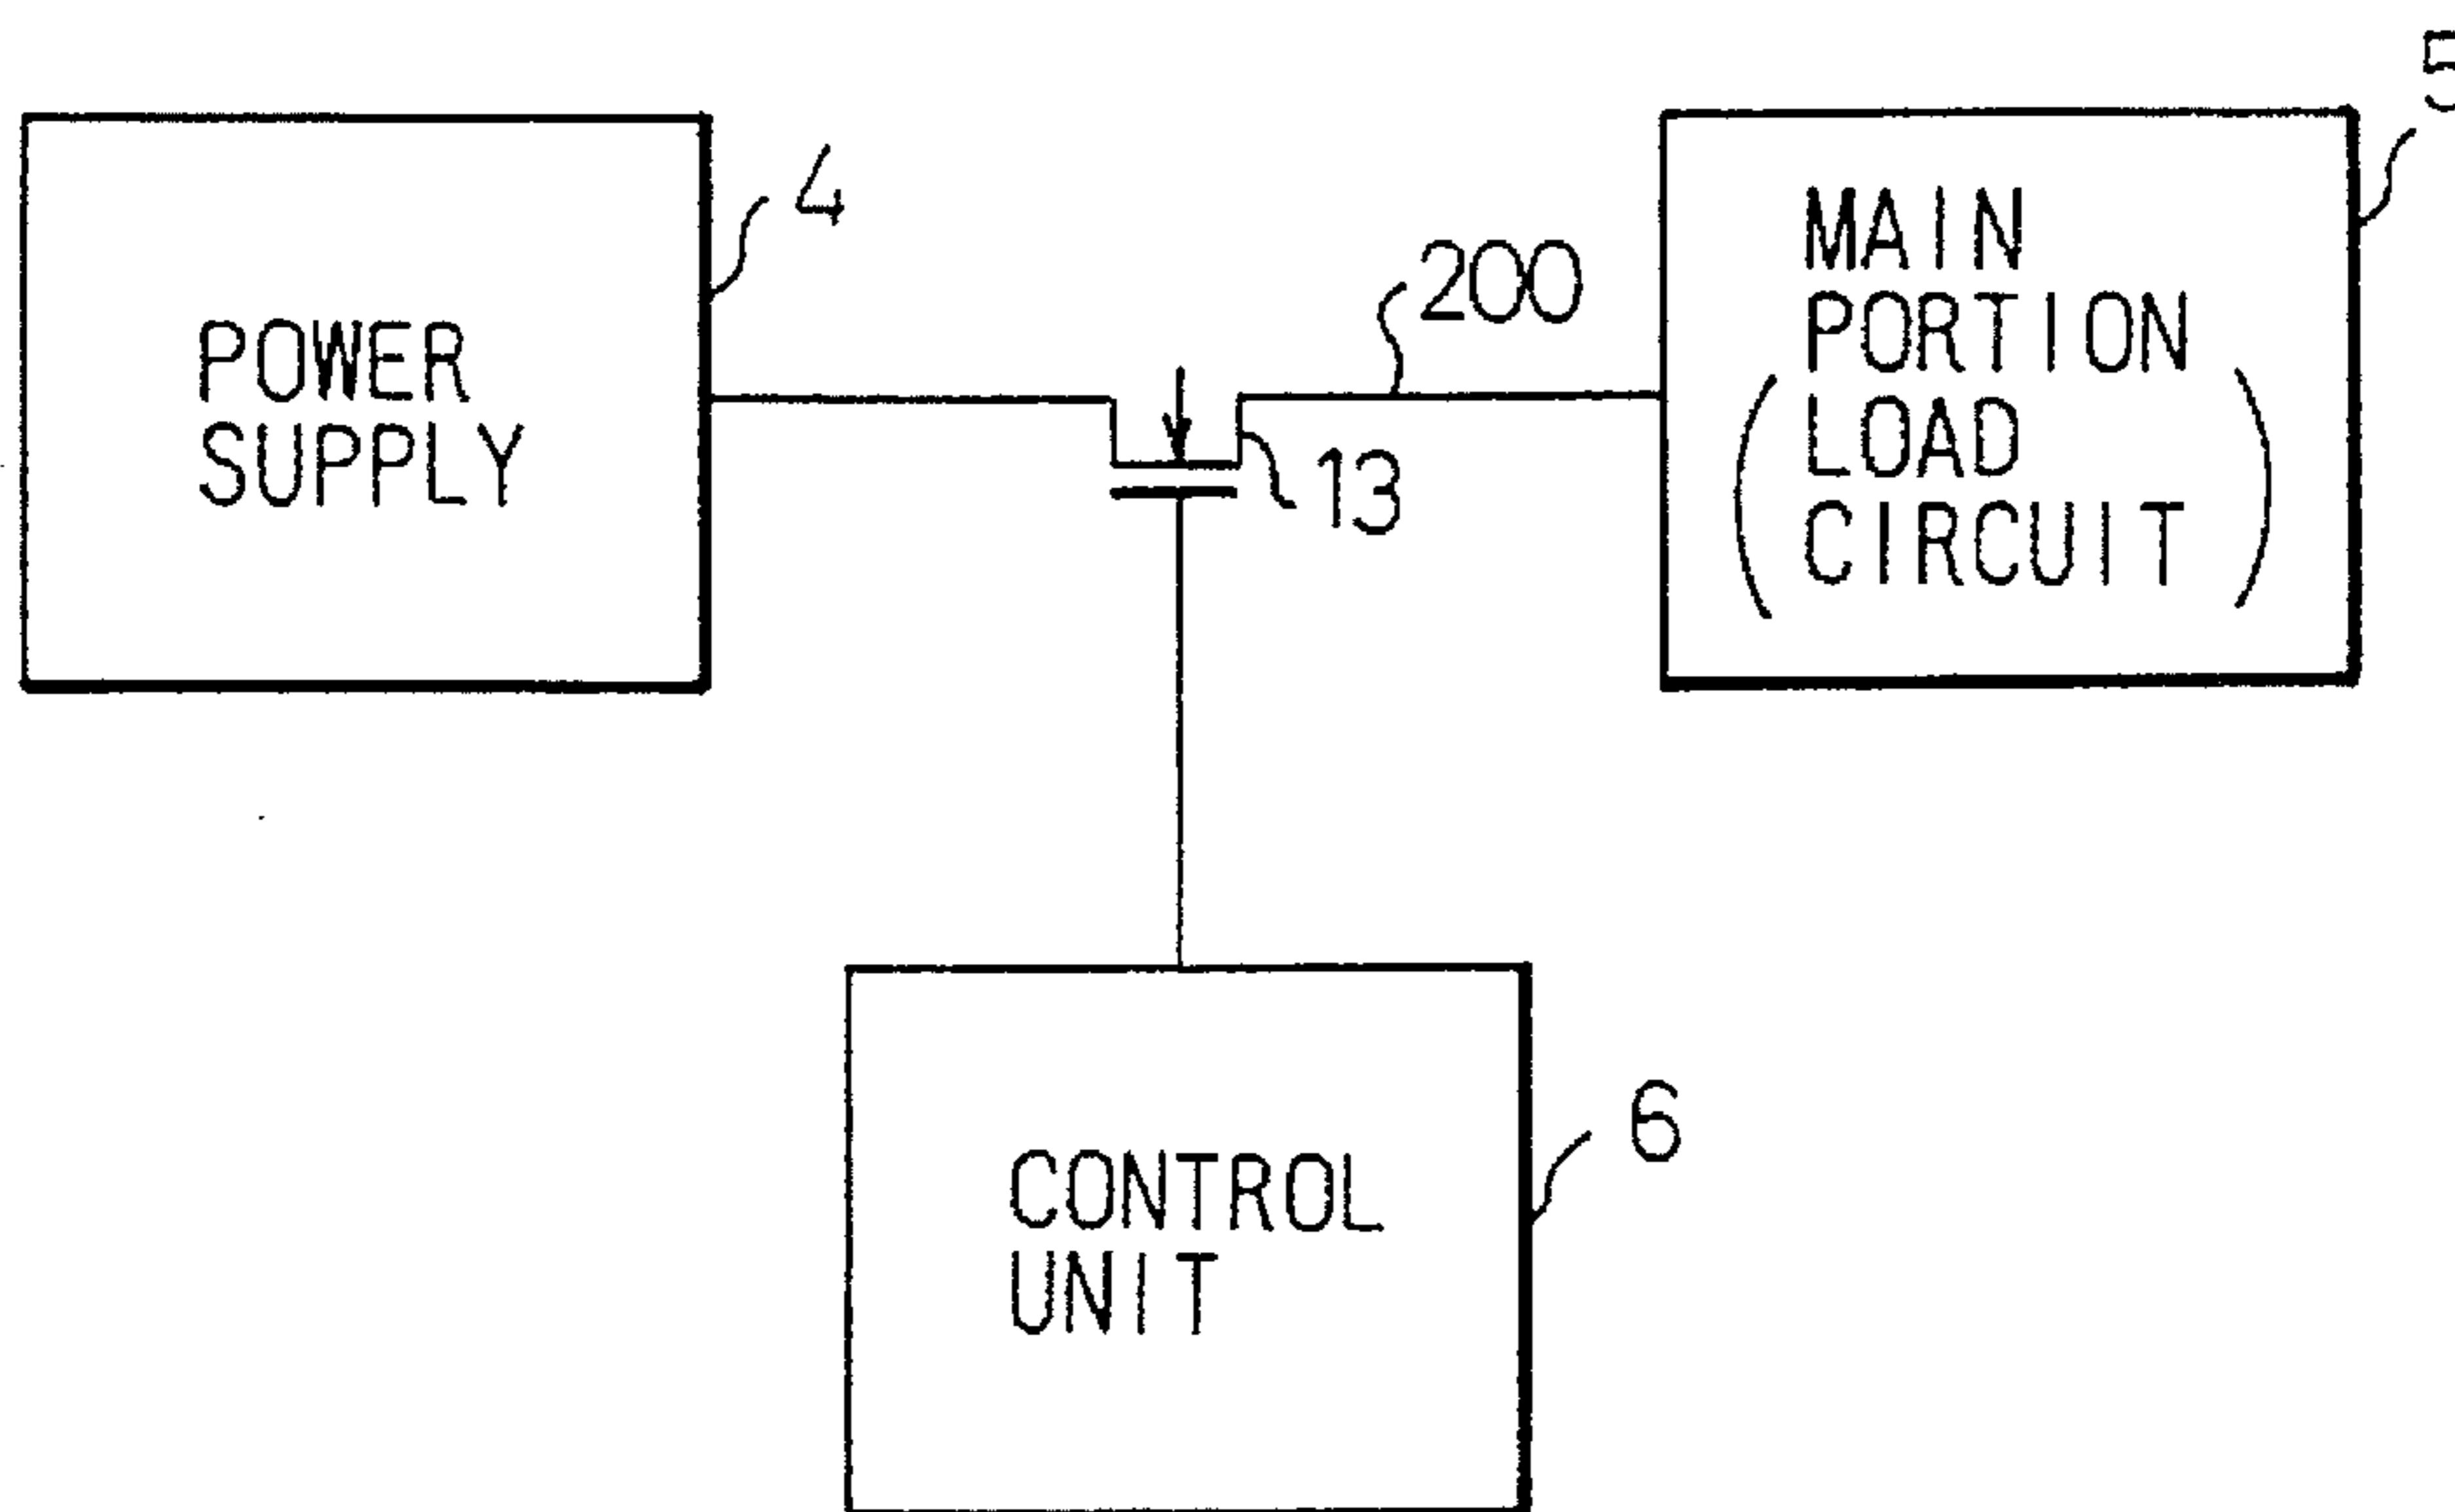 5
4
POWER
SUPPLY
200
13
MAIN
PORTION
(LOAD
CIRCUIT)
6
CONTROL
UNIT